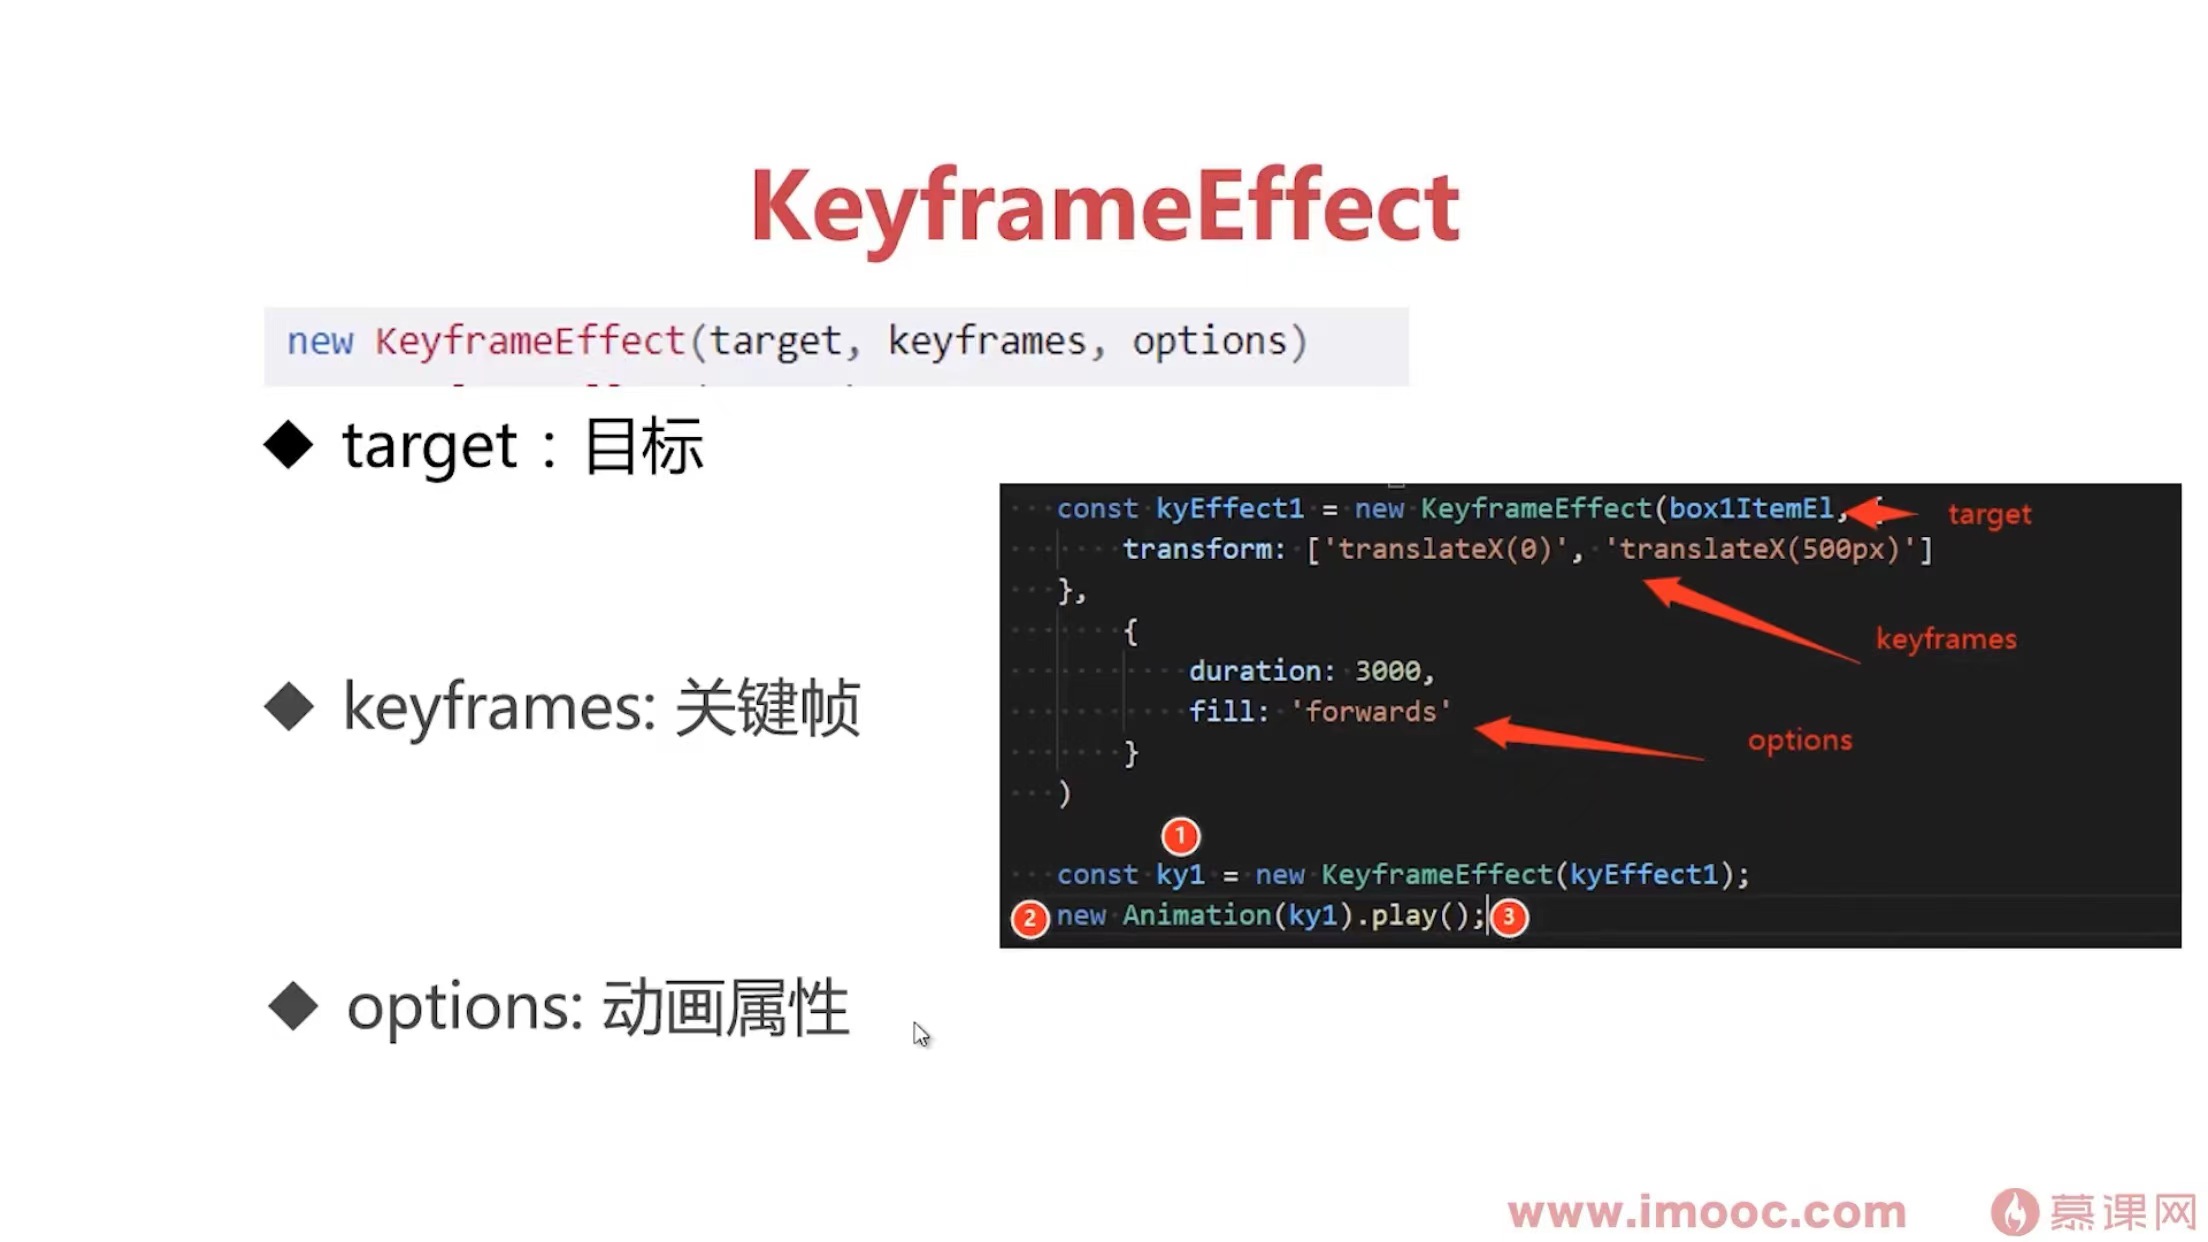 KeyframeEffect
new KeyframeEffect(target, keyframes, options)
◆ target：目标
◆ keyframes: 关键帧
◆ options: 动画属性
const kyEffect1 = new KeyframeEffect(box1ItemEl, {
target
transform: ['translateX(0)', 'translateX(500px)']
},
keyframes
{
duration: 3000,
fill: 'forwards'
options
}
)
1
const ky1 = new KeyframeEffect(kyEffect1);
2 new Animation(ky1).play(); 3
www.imooc.com 慕课网